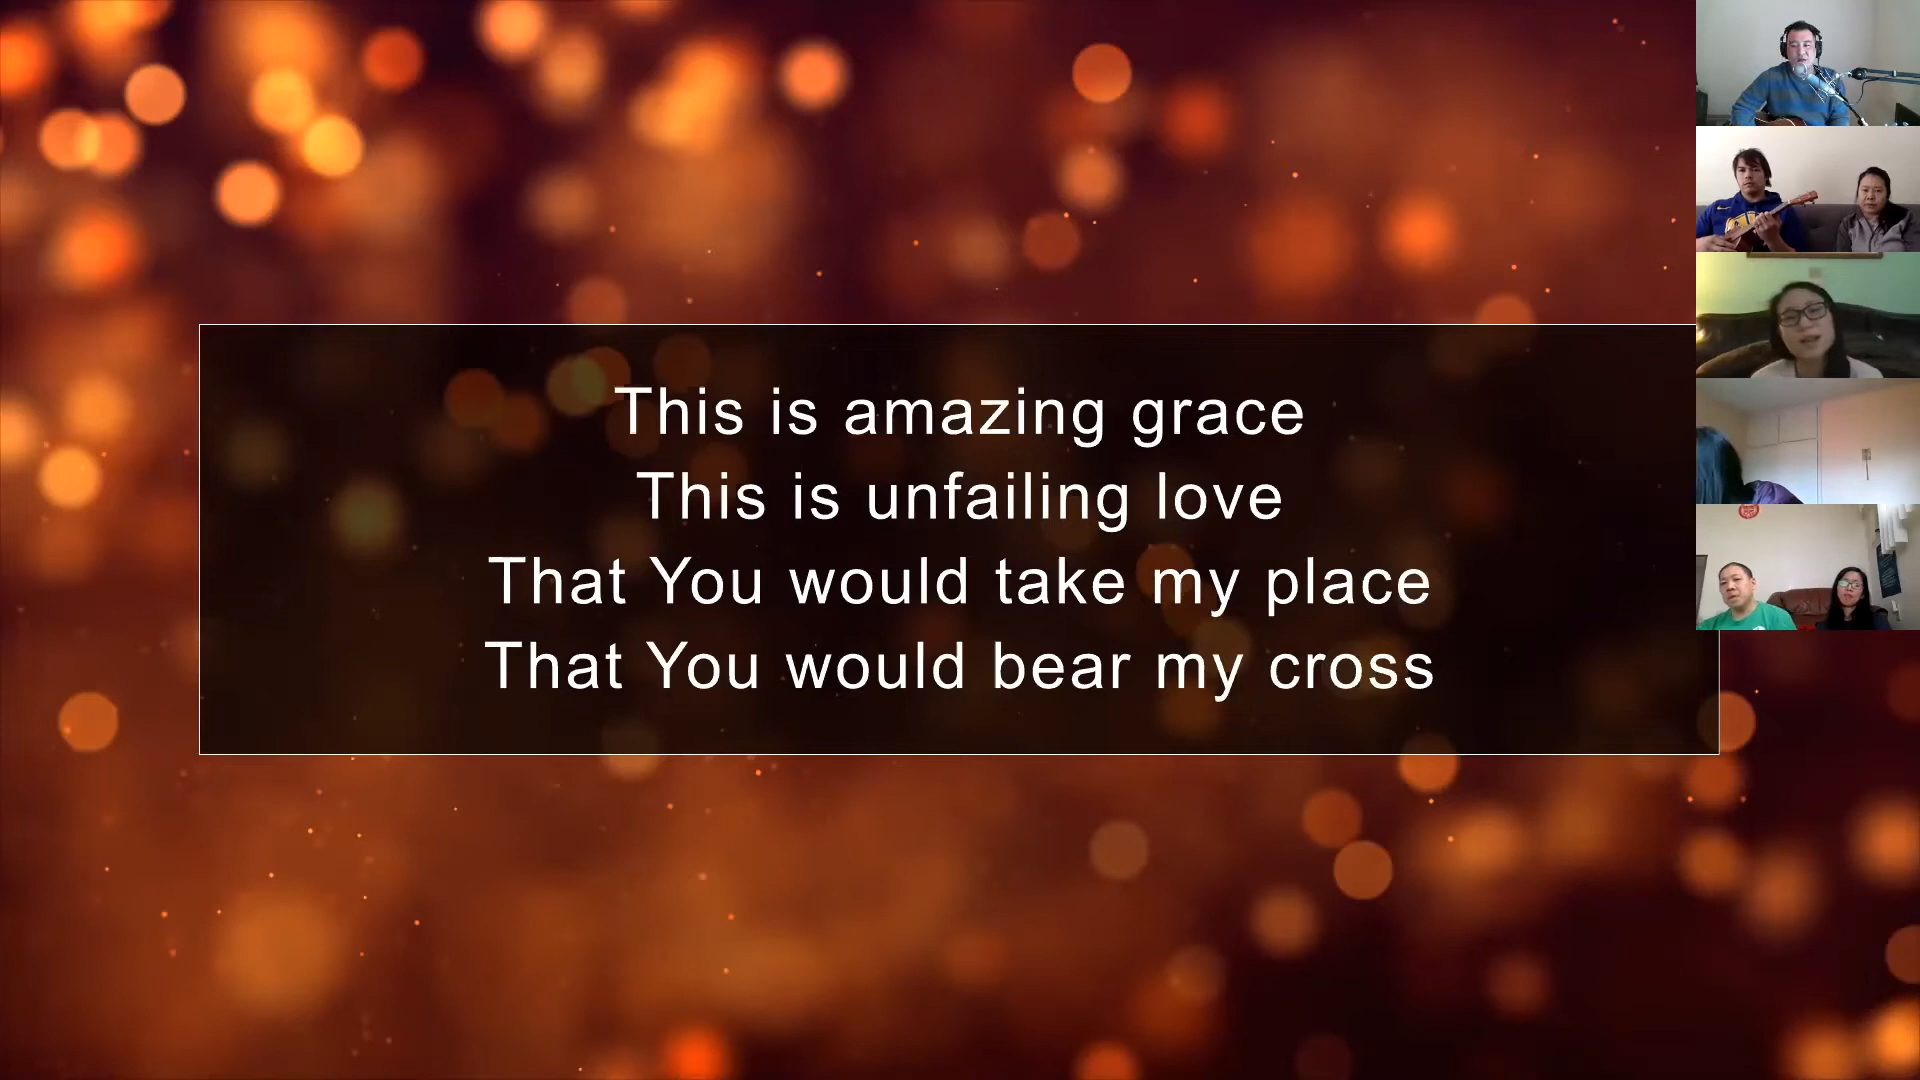 This is amazing grace
This is unfailing love
That You would take my place
That You would bear my cross